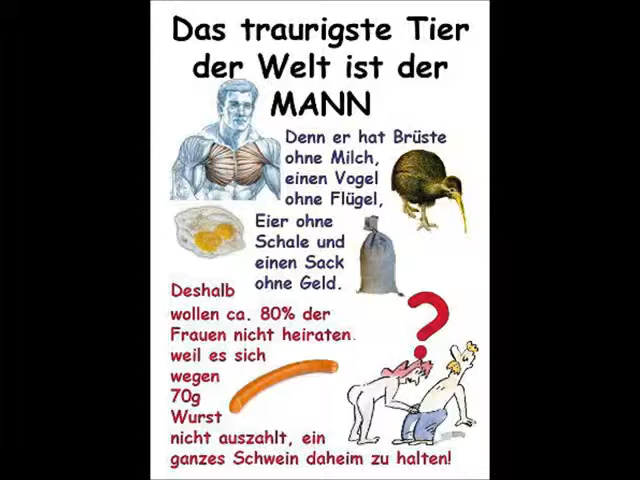 Das traurigste Tier
der Welt ist der
MANN
Denn er hat Brüste
ohne Milch,
einen Vogel
ohne Flügel,
Eier ohne
Schale und
einen Sack
ohne Geld.
Deshalb
wollen ca. 80% der
Frauen nicht heiraten.
weil es sich
wegen
70g
Wurst
nicht auszahlt, ein
ganzes Schwein daheim zu halten!